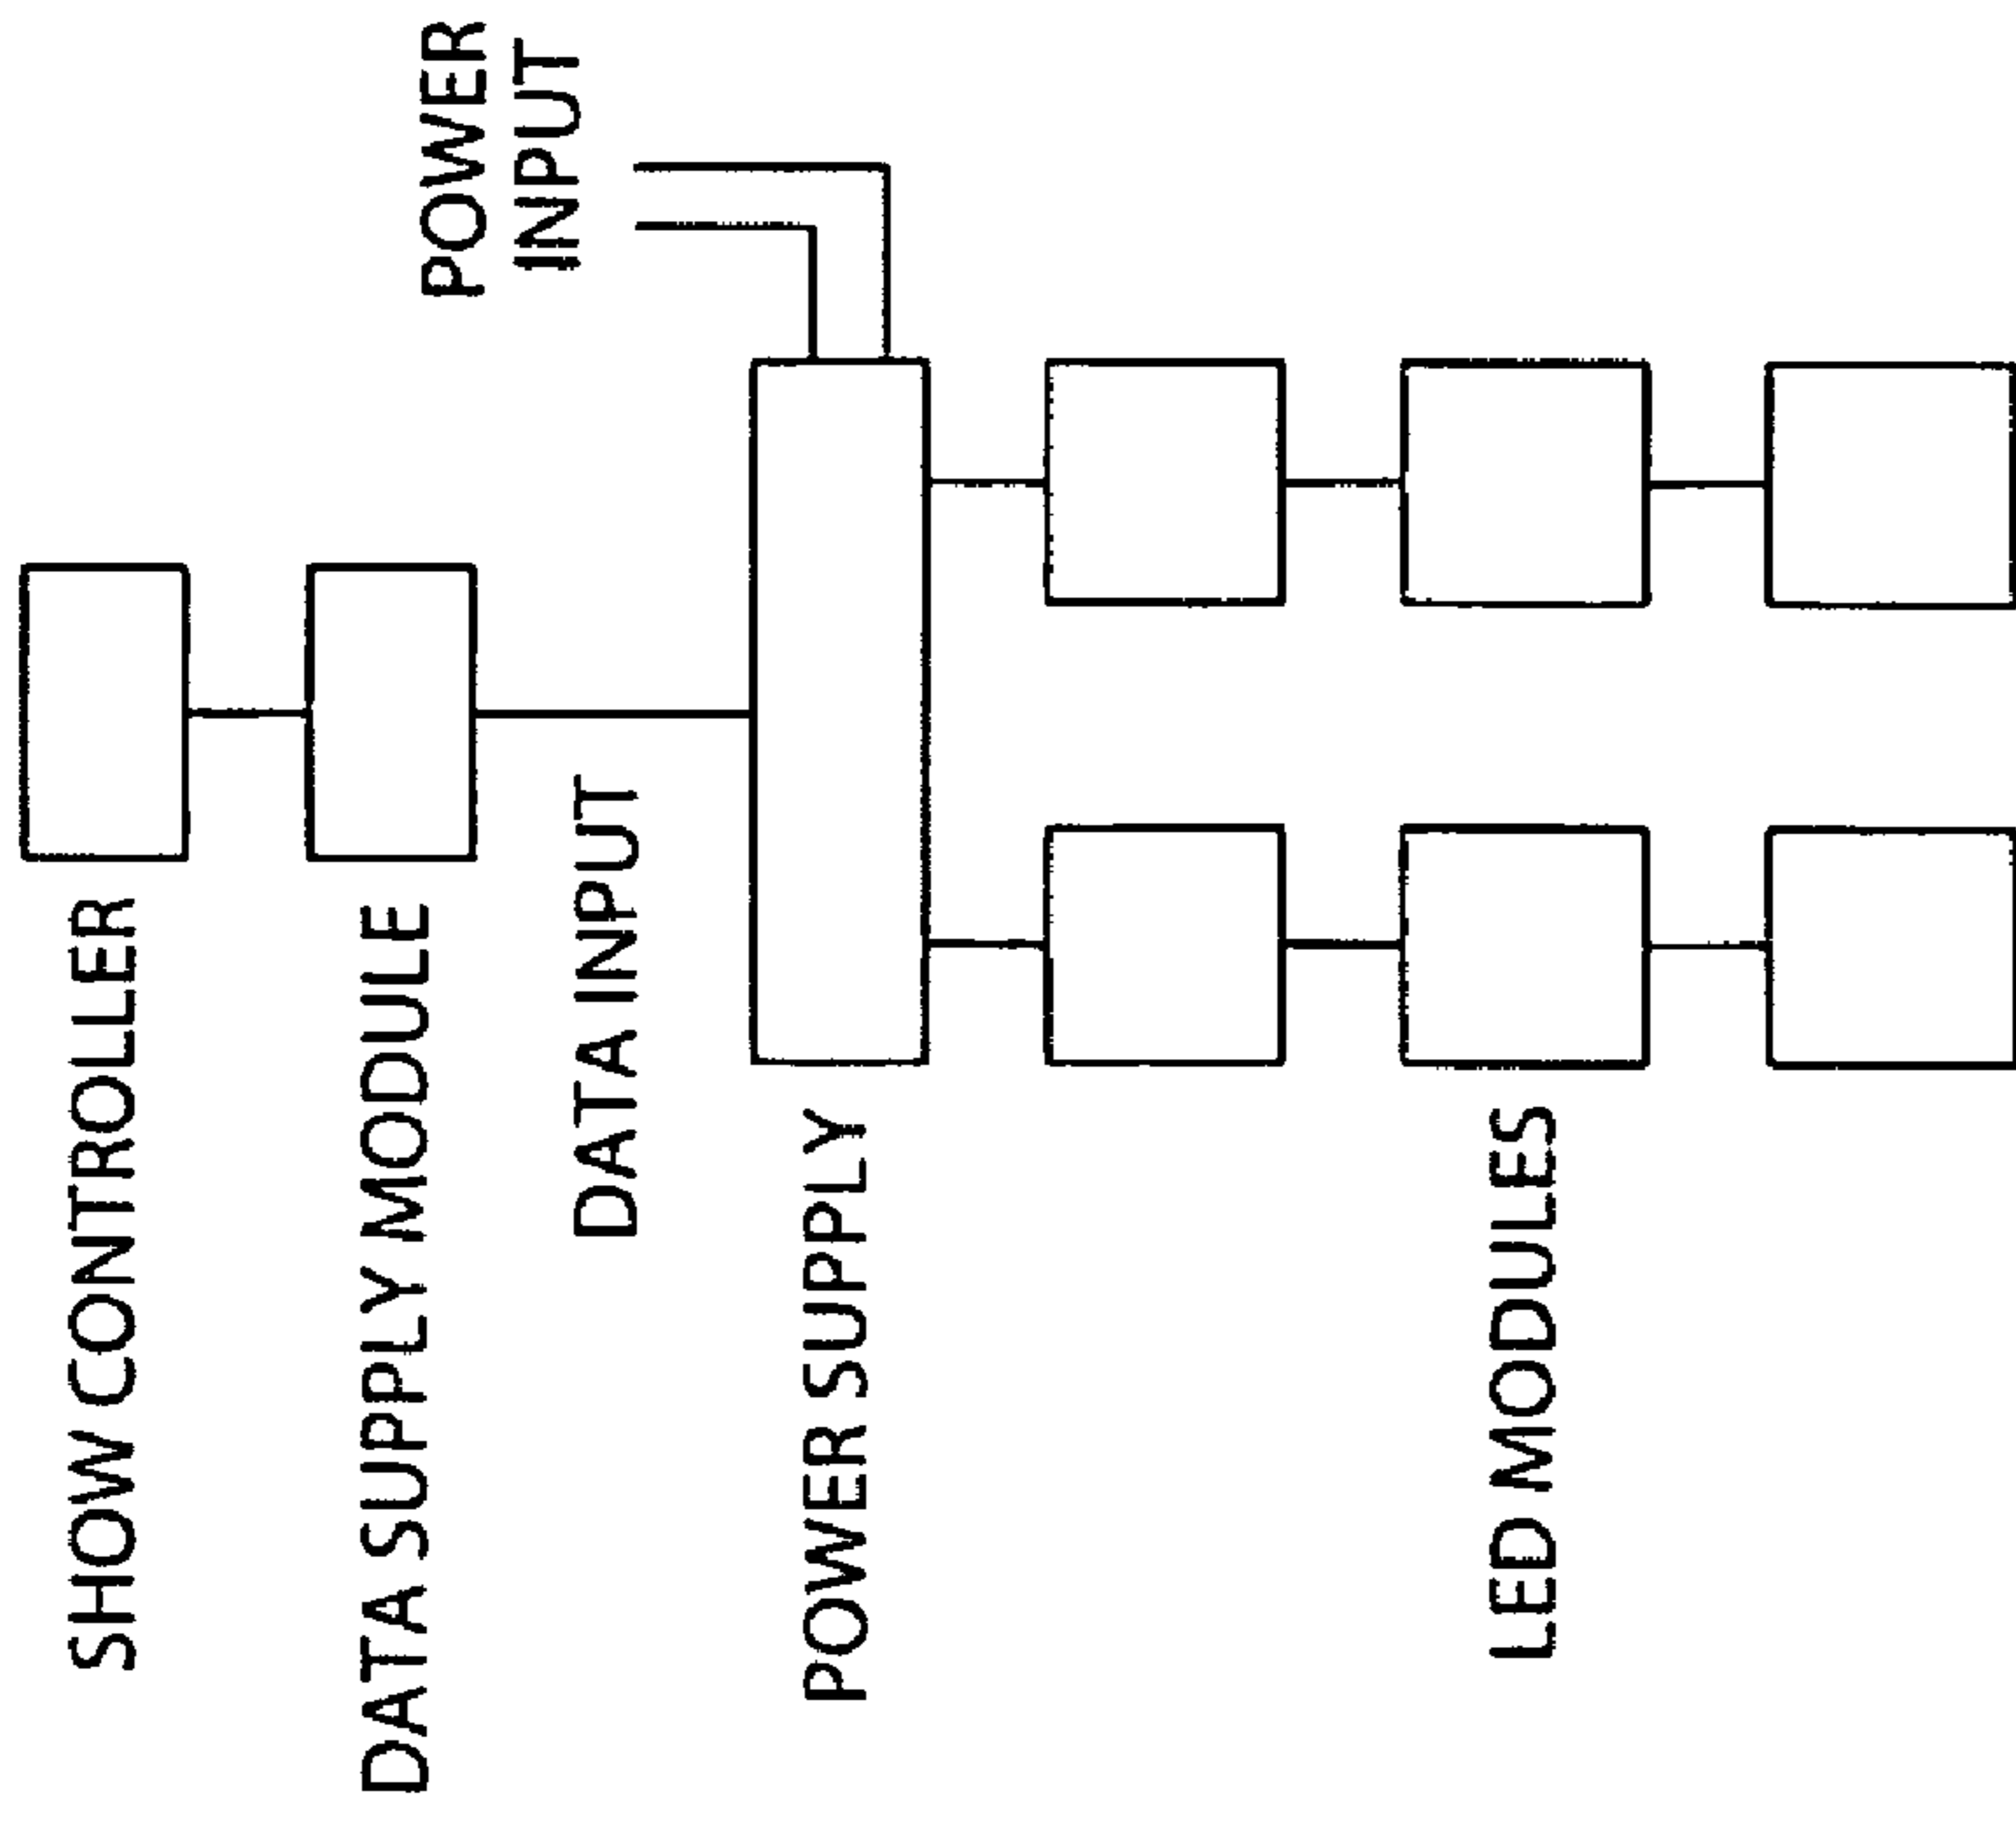 SHOW CONTROLLER
DATA SUPPLY MODULE
POWER
INPUT
DATA INPUT
POWER SUPPLY
LED MODULES